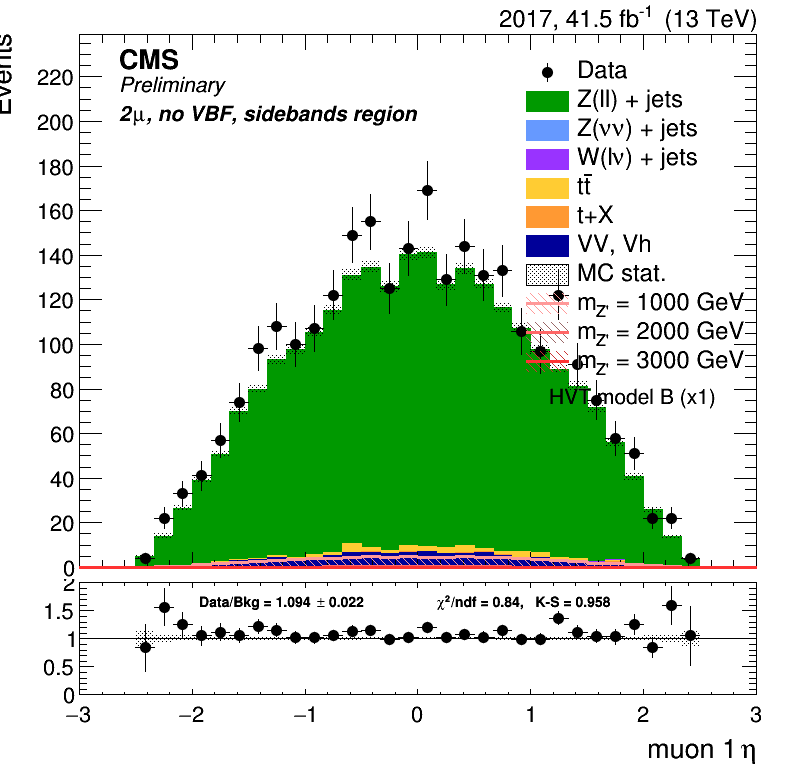 2017, 41.5 fb⁻¹ (13 TeV)
Events
CMS
Preliminary
2μ, no VBF, sidebands region
Data
Z(ll) + jets
Z(νν) + jets
W(lν) + jets
tt̄
t+X
VV, Vh
MC stat.
m_Z' = 1000 GeV
m_Z' = 2000 GeV
m_Z' = 3000 GeV
HVT model B (x1)
220
200
180
160
140
120
100
80
60
40
20
0
Data/Bkg = 1.094 ± 0.022
χ²/ndf = 0.84, K-S = 0.958
2
1.5
1
0.5
0
−3 −2 −1 0 1 2 3
muon 1 η